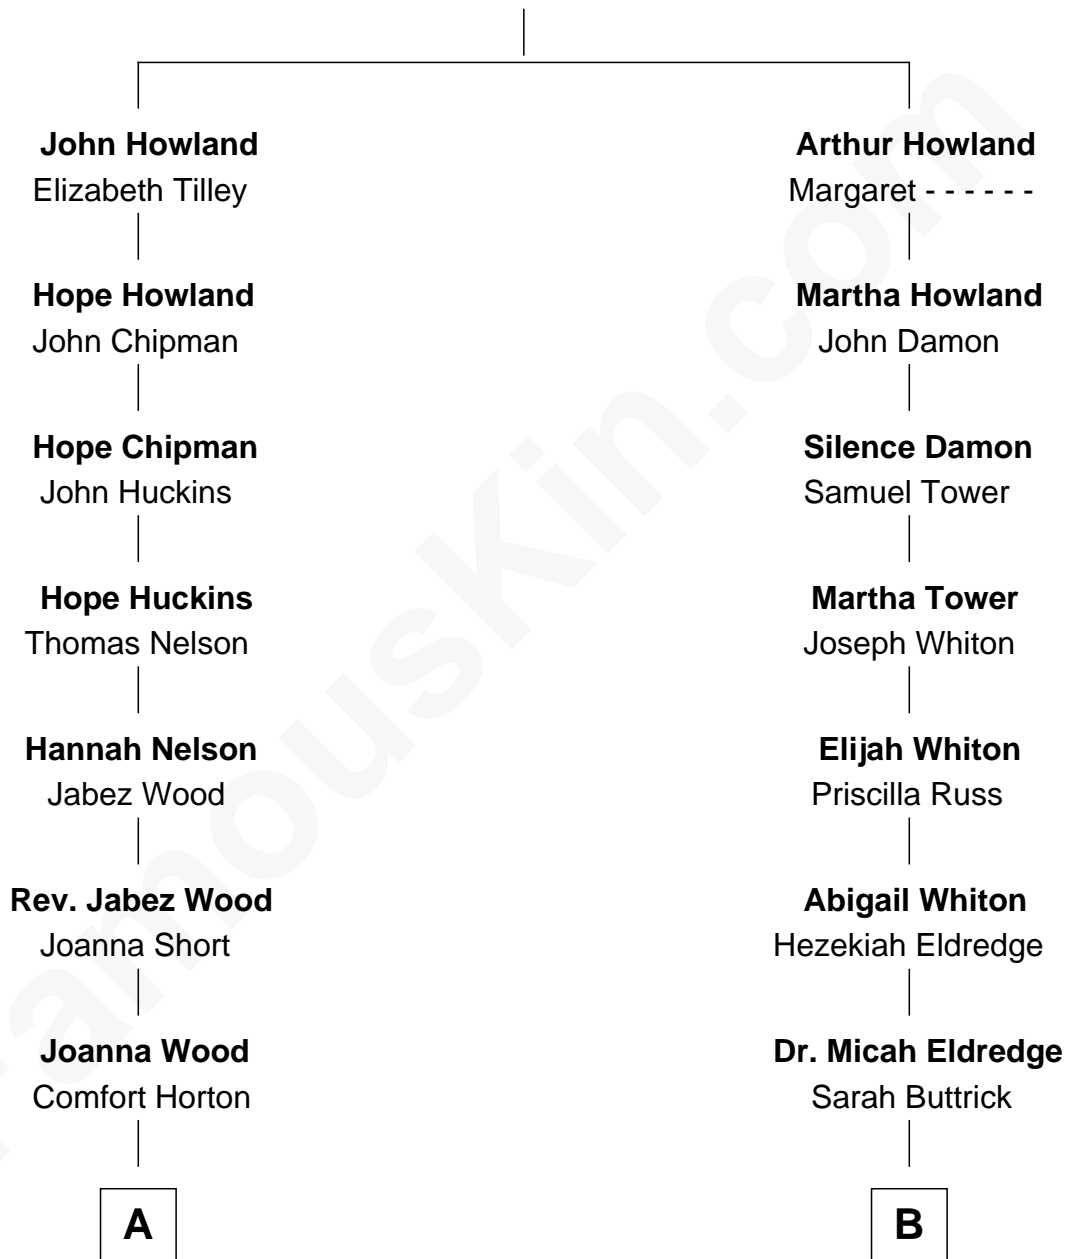 John Howland
Elizabeth Tilley
Hope Howland
John Chipman
Hope Chipman
John Huckins
Hope Huckins
Thomas Nelson
Hannah Nelson
Jabez Wood
Rev. Jabez Wood
Joanna Short
Joanna Wood
Comfort Horton
A
Arthur Howland
Margaret - - - - - -
Martha Howland
John Damon
Silence Damon
Samuel Tower
Martha Tower
Joseph Whiton
Elijah Whiton
Priscilla Russ
Abigail Whiton
Hezekiah Eldredge
Dr. Micah Eldredge
Sarah Buttrick
B
FamousKin.com